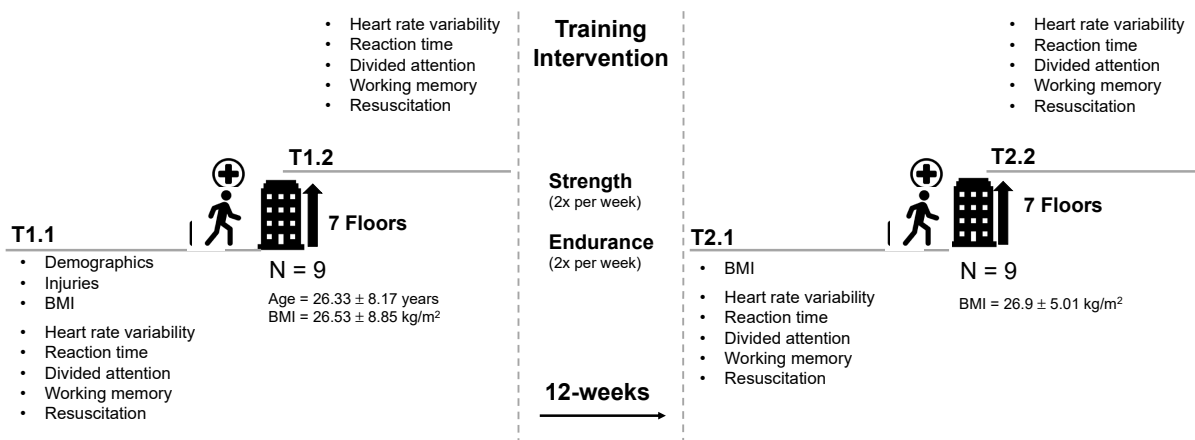 T1.1
• Demographics
• Injuries
• BMI
• Heart rate variability
• Reaction time
• Divided attention
• Working memory
• Resuscitation
7 Floors
N = 9
Age = 26.33 ± 8.17 years
BMI = 26.53 ± 8.85 kg/m²
• Heart rate variability
• Reaction time
• Divided attention
• Working memory
• Resuscitation
T1.2
Training
Intervention
Strength
(2x per week)
Endurance
(2x per week)
12-weeks
T2.1
• BMI
• Heart rate variability
• Reaction time
• Divided attention
• Working memory
• Resuscitation
7 Floors
N = 9
BMI = 26.9 ± 5.01 kg/m²
• Heart rate variability
• Reaction time
• Divided attention
• Working memory
• Resuscitation
T2.2